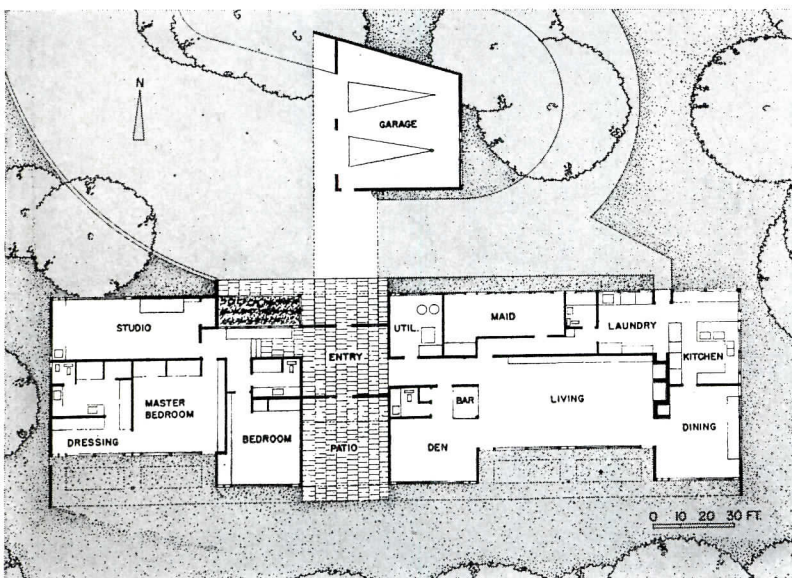 N
GARAGE
STUDIO
UTIL.
MAID
LAUNDRY
ENTRY
KITCHEN
MASTER
BEDROOM
BAR
LIVING
DRESSING
BEDROOM
PATIO
DEN
DINING
0 10 20 30 FT.